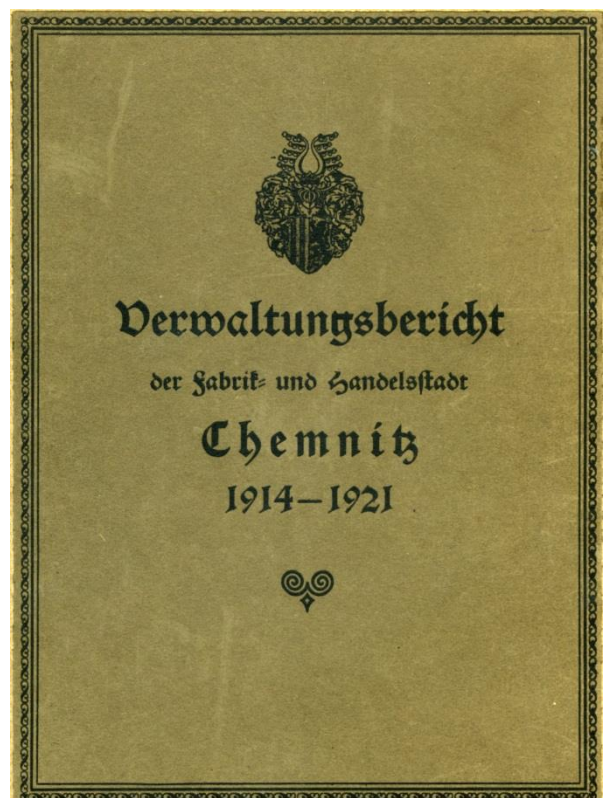 Verwaltungsbericht
der Fabrik- und Handelsstadt
Chemnitz
1914–1921